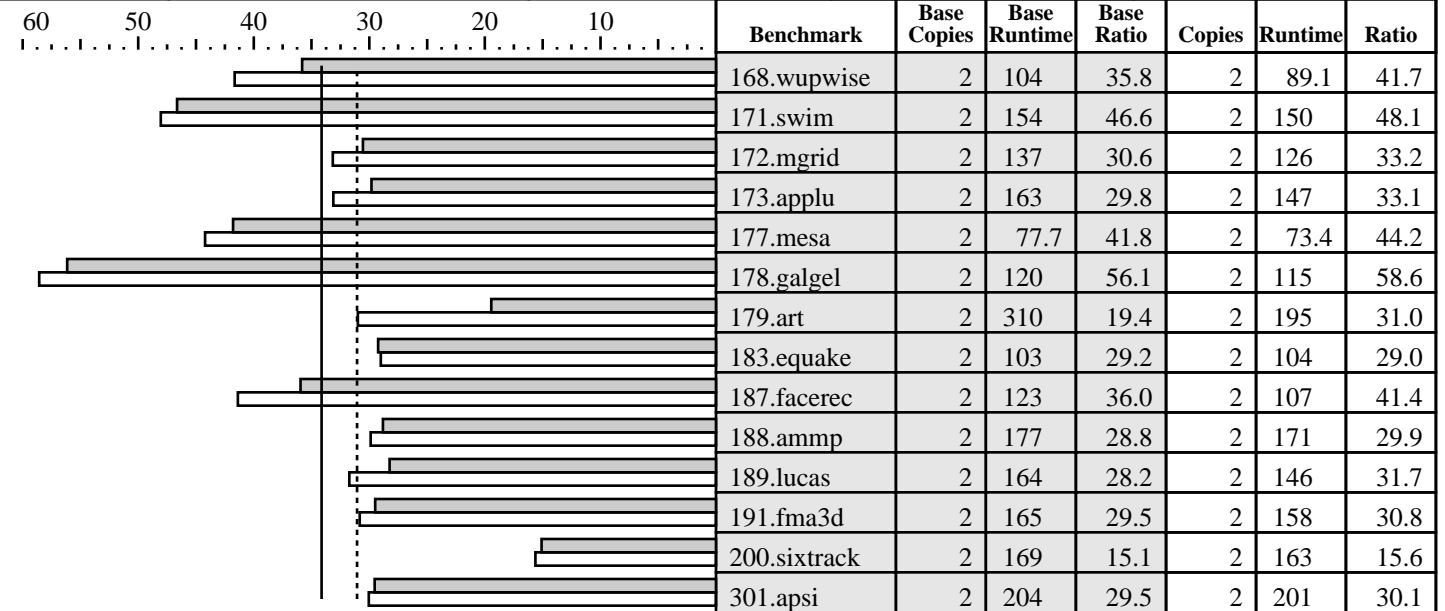 60 50 40 30 20 10 Benchmark Base Copies Base Runtime Base Ratio Copies Runtime Ratio
168.wupwise 2 104 35.8 2 89.1 41.7
171.swim 2 154 46.6 2 150 48.1
172.mgrid 2 137 30.6 2 126 33.2
173.applu 2 163 29.8 2 147 33.1
177.mesa 2 77.7 41.8 2 73.4 44.2
178.galgel 2 120 56.1 2 115 58.6
179.art 2 310 19.4 2 195 31.0
183.equake 2 103 29.2 2 104 29.0
187.facerec 2 123 36.0 2 107 41.4
188.ammp 2 177 28.8 2 171 29.9
189.lucas 2 164 28.2 2 146 31.7
191.fma3d 2 165 29.5 2 158 30.8
200.sixtrack 2 169 15.1 2 163 15.6
301.apsi 2 204 29.5 2 201 30.1